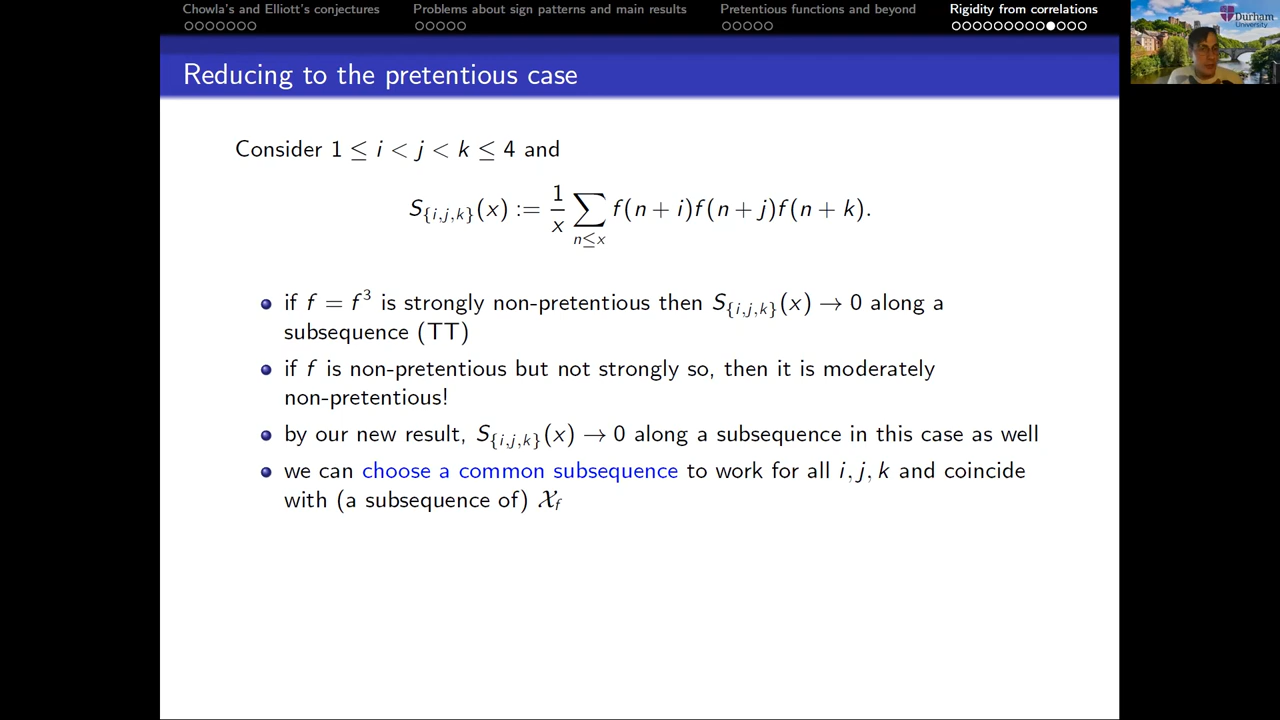 Chowla's and Elliott's conjectures
Problems about sign patterns and main results
Pretentious functions and beyond
Rigidity from correlations
Durham
University
Reducing to the pretentious case
Consider 1 ≤ i < j < k ≤ 4 and
S_{{i,j,k}}(x) := 1/x ∑_{n≤x} f(n + i)f(n + j)f(n + k).
if f = f³ is strongly non-pretentious then S_{{i,j,k}}(x) → 0 along a
subsequence (TT)
if f is non-pretentious but not strongly so, then it is moderately
non-pretentious!
by our new result, S_{{i,j,k}}(x) → 0 along a subsequence in this case as well
we can choose a common subsequence to work for all i, j, k and coincide
with (a subsequence of) 𝒳_f